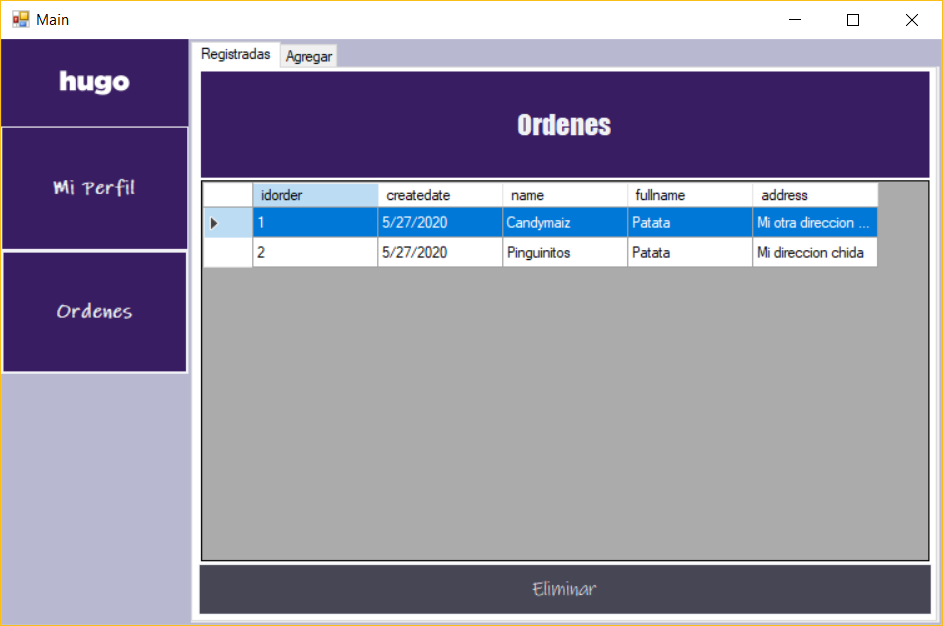 Main
hugo
Mi Perfil
Ordenes
Registradas Agregar
Ordenes
idorder createdate name fullname address
1 5/27/2020 Candymaiz Patata Mi otra direccion ...
2 5/27/2020 Pinguinitos Patata Mi direccion chida
Eliminar